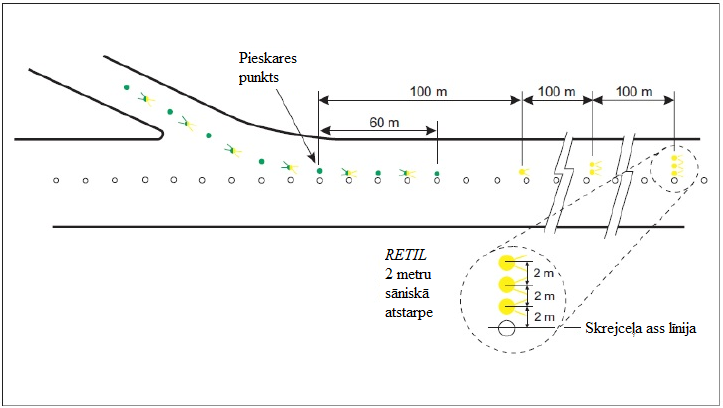 Pieskares
punkts
100 m
100 m
100 m
60 m
RETIL
2 metru
sāniskā
atstarpe
2 m
2 m
2 m
Skrejceļa ass līnija